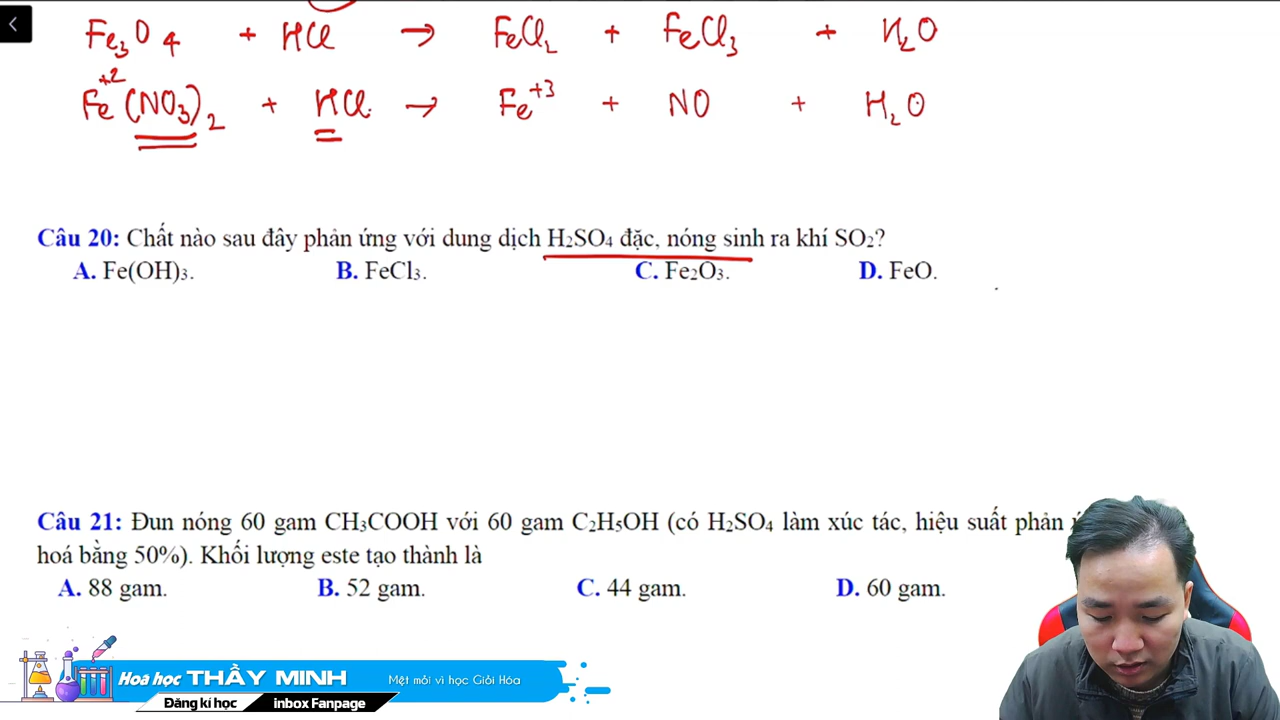 Fe₃O₄ + HCl → FeCl₂ + FeCl₃ + H₂O
+2
Fe(NO₃)₂ + HCl → Fe⁺³ + NO + H₂O
Câu 20: Chất nào sau đây phản ứng với dung dịch H₂SO₄ đặc, nóng sinh ra khí SO₂?
A. Fe(OH)₃. B. FeCl₃. C. Fe₂O₃. D. FeO.
Câu 21: Đun nóng 60 gam CH₃COOH với 60 gam C₂H₅OH (có H₂SO₄ làm xúc tác, hiệu suất phản
hoá bằng 50%). Khối lượng este tạo thành là
A. 88 gam. B. 52 gam. C. 44 gam. D. 60 gam.
Hoá học THẦY MINH Mệt mỏi vì học Giỏi Hóa
Đăng kí học inbox Fanpage